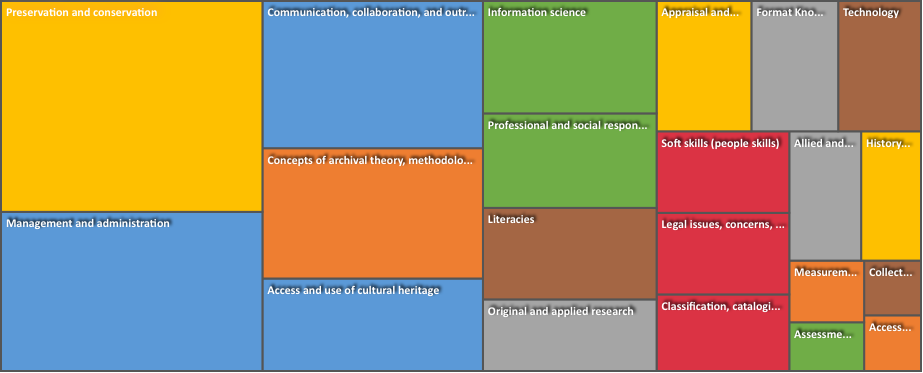 Preservation and conservation
Management and administration
Communication, collaboration, and outr...
Concepts of archival theory, methodolo...
Access and use of cultural heritage
Information science
Professional and social respon...
Literacies
Original and applied research
Appraisal and...
Format Kno...
Technology
Soft skills (people skills)
Legal issues, concerns, ...
Classification, catalogi...
Allied and...
History...
Measurem...
Collect...
Assessme...
Access...